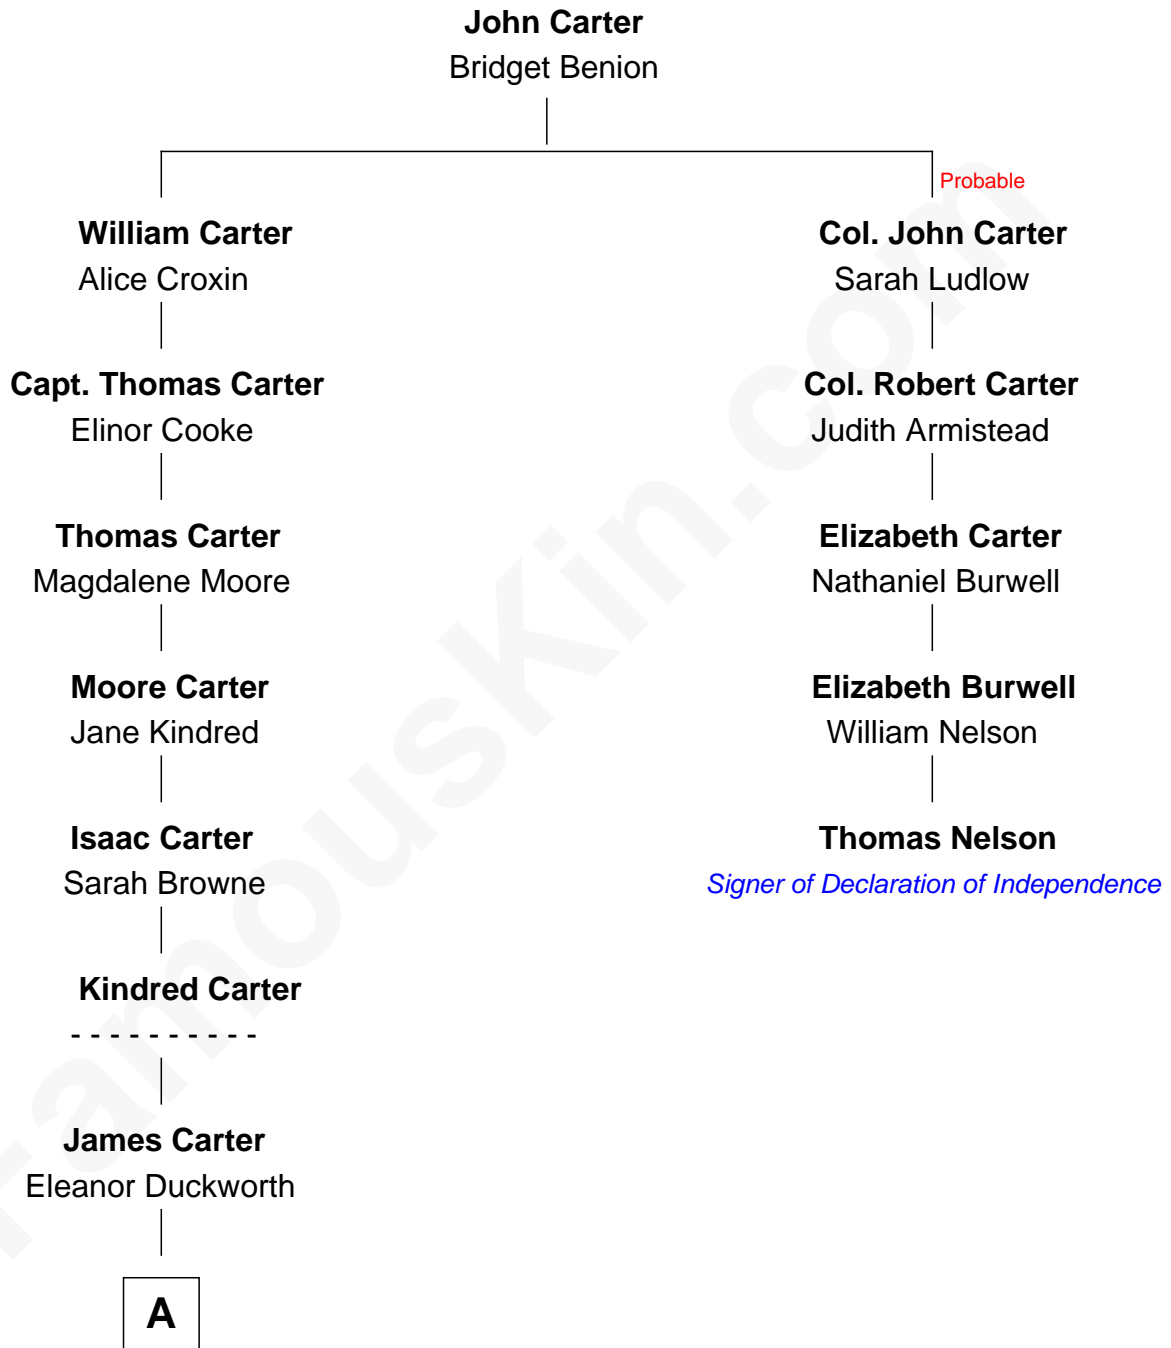 John Carter
Bridget Benion
Probable
William Carter
Alice Croxin
Col. John Carter
Sarah Ludlow
Capt. Thomas Carter
Elinor Cooke
Col. Robert Carter
Judith Armistead
Thomas Carter
Magdalene Moore
Elizabeth Carter
Nathaniel Burwell
Moore Carter
Jane Kindred
Elizabeth Burwell
William Nelson
Isaac Carter
Sarah Browne
Thomas Nelson
Signer of Declaration of Independence
Kindred Carter
- - - - - - - - - -
James Carter
Eleanor Duckworth
A
FamousKin.com